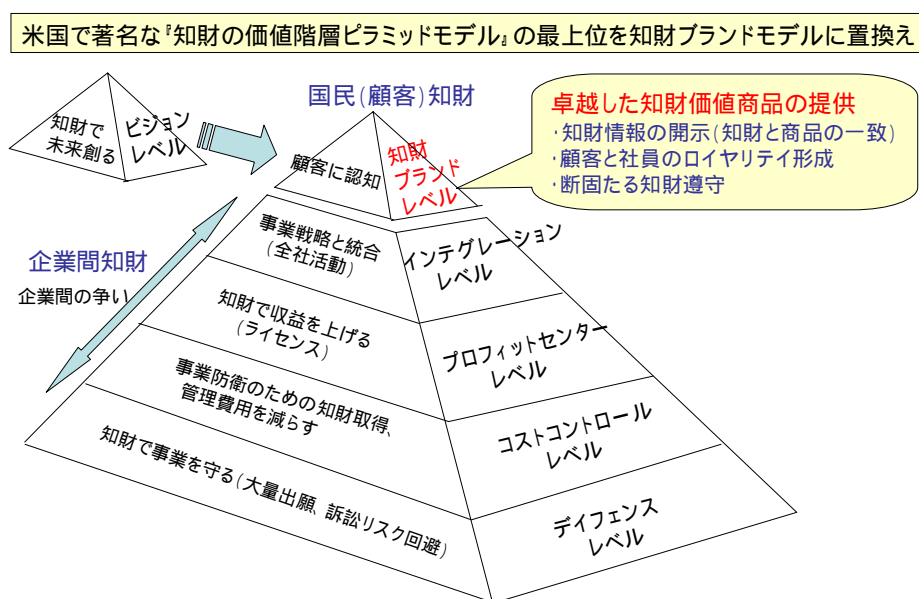 米国で著名な『知財の価値階層ピラミッドモデル』の最上位を知財ブランドモデルに置換え
知財で
未来創る
ビジョン
レベル
国民(顧客)知財
顧客に認知
知財
ブランド
レベル
卓越した知財価値商品の提供
・知財情報の開示(知財と商品の一致)
・顧客と社員のロイヤリテイ形成
・断固たる知財遵守
企業間知財
企業間の争い
事業戦略と統合
(全社活動)
インテグレーション
レベル
知財で収益を上げる
(ライセンス)
プロフィットセンター
レベル
事業防衛のための知財取得、
管理費用を減らす
コストコントロール
レベル
知財で事業を守る(大量出願、訴訟リスク回避)
デイフェンス
レベル